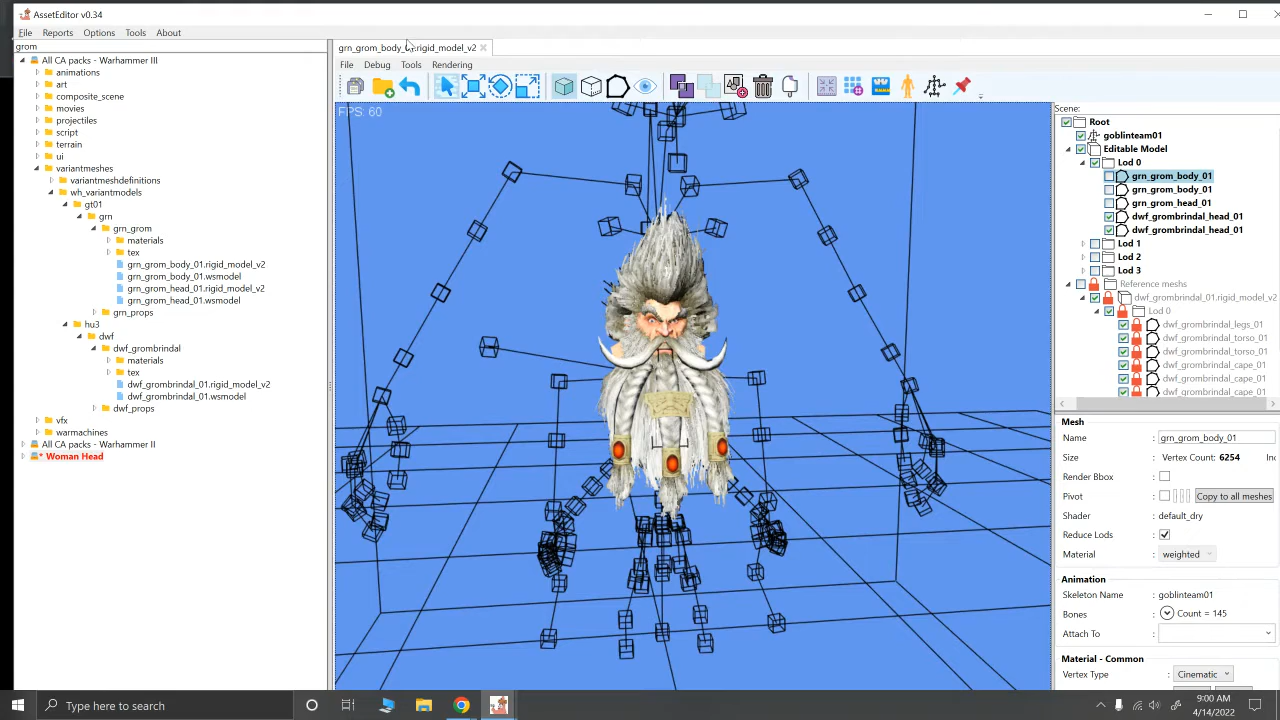 AssetEditor v0.34
File Reports Options Tools About
grom
All CA packs - Warhammer III
animations
art
composite_scene
movies
projectiles
script
terrain
ui
variantmeshes
variantmeshdefinitions
wh_variantmodels
gt01
grn
grn_grom
materials
tex
grn_grom_body_01.rigid_model_v2
grn_grom_body_01.wsmodel
grn_grom_head_01.rigid_model_v2
grn_grom_head_01.wsmodel
grn_props
hu3
dwf
dwf_grombrindal
materials
tex
dwf_grombrindal_01.rigid_model_v2
dwf_grombrindal_01.wsmodel
dwf_props
vfx
warmachines
All CA packs - Warhammer II
* Woman Head
grn_grom_body_01.rigid_model_v2
File Debug Tools Rendering
FPS: 60
Scene:
Root
goblinteam01
Editable Model
Lod 0
grn_grom_body_01
grn_grom_body_01
grn_grom_head_01
dwf_grombrindal_head_01
dwf_grombrindal_head_01
Lod 1
Lod 2
Lod 3
Reference meshs
dwf_grombrindal_01.rigid_model_v2
Lod 0
dwf_grombrindal_legs_01
dwf_grombrindal_torso_01
dwf_grombrindal_torso_01
dwf_grombrindal_cape_01
dwf_grombrindal_cape_01
dwf_grombrindal_cape_01
Mesh
Name : grn_grom_body_01
Size : Vertex Count: 6254 Inc
Render Bbox :
Pivot : Copy to all meshes
Shader : default_dry
Reduce Lods :
Material : weighted
Animation
Skeleton Name : goblinteam01
Bones : Count = 145
Attach To :
Material - Common
Vertex Type : Cinematic
Type here to search
9:00 AM
4/14/2022